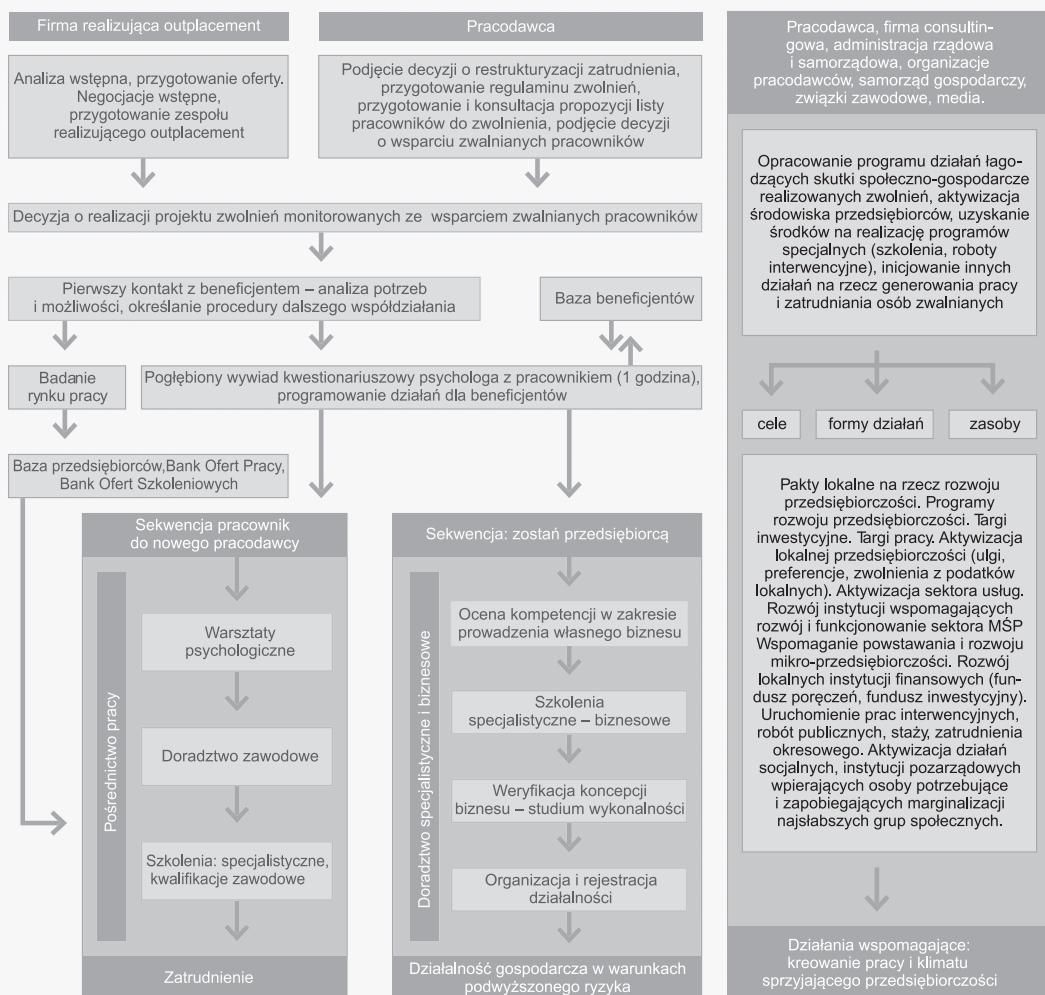 Firma realizująca outplacement
Analiza wstępna, przygotowanie oferty.
Negocjacje wstępne,
przygotowanie zespołu
realizującego outplacement
Pracodawca
Podjęcie decyzji o restrukturyzacji zatrudnienia,
przygotowanie regulaminu zwolnień,
przygotowanie i konsultacja propozycji listy
pracowników do zwolnienia, podjęcie decyzji
o wsparciu zwalnianych pracowników
Decyzja o realizacji projektu zwolnień monitorowanych ze wsparciem zwalnianych pracowników
Pierwszy kontakt z beneficjentem – analiza potrzeb
i możliwości, określanie procedury dalszego współdziałania
Baza beneficjentów
Badanie
rynku pracy
Pogłębiony wywiad kwestionariuszowy psychologa z pracownikiem (1 godzina),
programowanie działań dla beneficjentów
Baza przedsiębiorców,Bank Ofert Pracy,
Bank Ofert Szkoleniowych
Sekwencja pracownik
do nowego pracodawcy
Pośrednictwo pracy
Warsztaty
psychologiczne
Doradztwo zawodowe
Szkolenia: specjalistyczne,
kwalifikacje zawodowe
Zatrudnienie
Sekwencja: zostań przedsiębiorcą
Doradztwo specjalistyczne i biznesowe
Ocena kompetencji w zakresie
prowadzenia własnego biznesu
Szkolenia
specjalistyczne – biznesowe
Weryfikacja koncepcji
biznesu – studium wykonalności
Organizacja i rejestracja
działalności
Działalność gospodarcza w warunkach
podwyższonego ryzyka
Pracodawca, firma consultin-
gowa, administracja rządowa
i samorządowa, organizacje
pracodawców, samorząd gospodarczy,
związki zawodowe, media.
Opracowanie programu działań łago-
dzących skutki społeczno-gospodarcze
realizowanych zwolnień, aktywizacja
środowiska przedsiębiorców, uzyskanie
środków na realizację programów
specjalnych (szkolenia, roboty
interwencyjne), inicjowanie innych
działań na rzecz generowania pracy
i zatrudniania osób zwalnianych
cele
formy działań
zasoby
Pakty lokalne na rzecz rozwoju
przedsiębiorczości. Programy
rozwoju przedsiębiorczości. Targi
inwestycyjne. Targi pracy. Aktywizacja
lokalnej przedsiębiorczości (ulgi,
preferencje, zwolnienia z podatków
lokalnych). Aktywizacja sektora usług.
Rozwój instytucji wspomagających
rozwój i funkcjonowanie sektora MŚP
Wspomaganie powstawania i rozwoju
mikro-przedsiębiorczości. Rozwój
lokalnych instytucji finansowych (fun-
dusz poręczeń, fundusz inwestycyjny).
Uruchomienie prac interwencyjnych,
robót publicznych, staży, zatrudnienia
okresowego. Aktywizacja działań
socjalnych, instytucji pozarządowych
wpierających osoby potrzebujące
i zapobiegających marginalizacji
najsłabszych grup społecznych.
Działania wspomagające:
kreowanie pracy i klimatu
sprzyjającego przedsiębiorczości